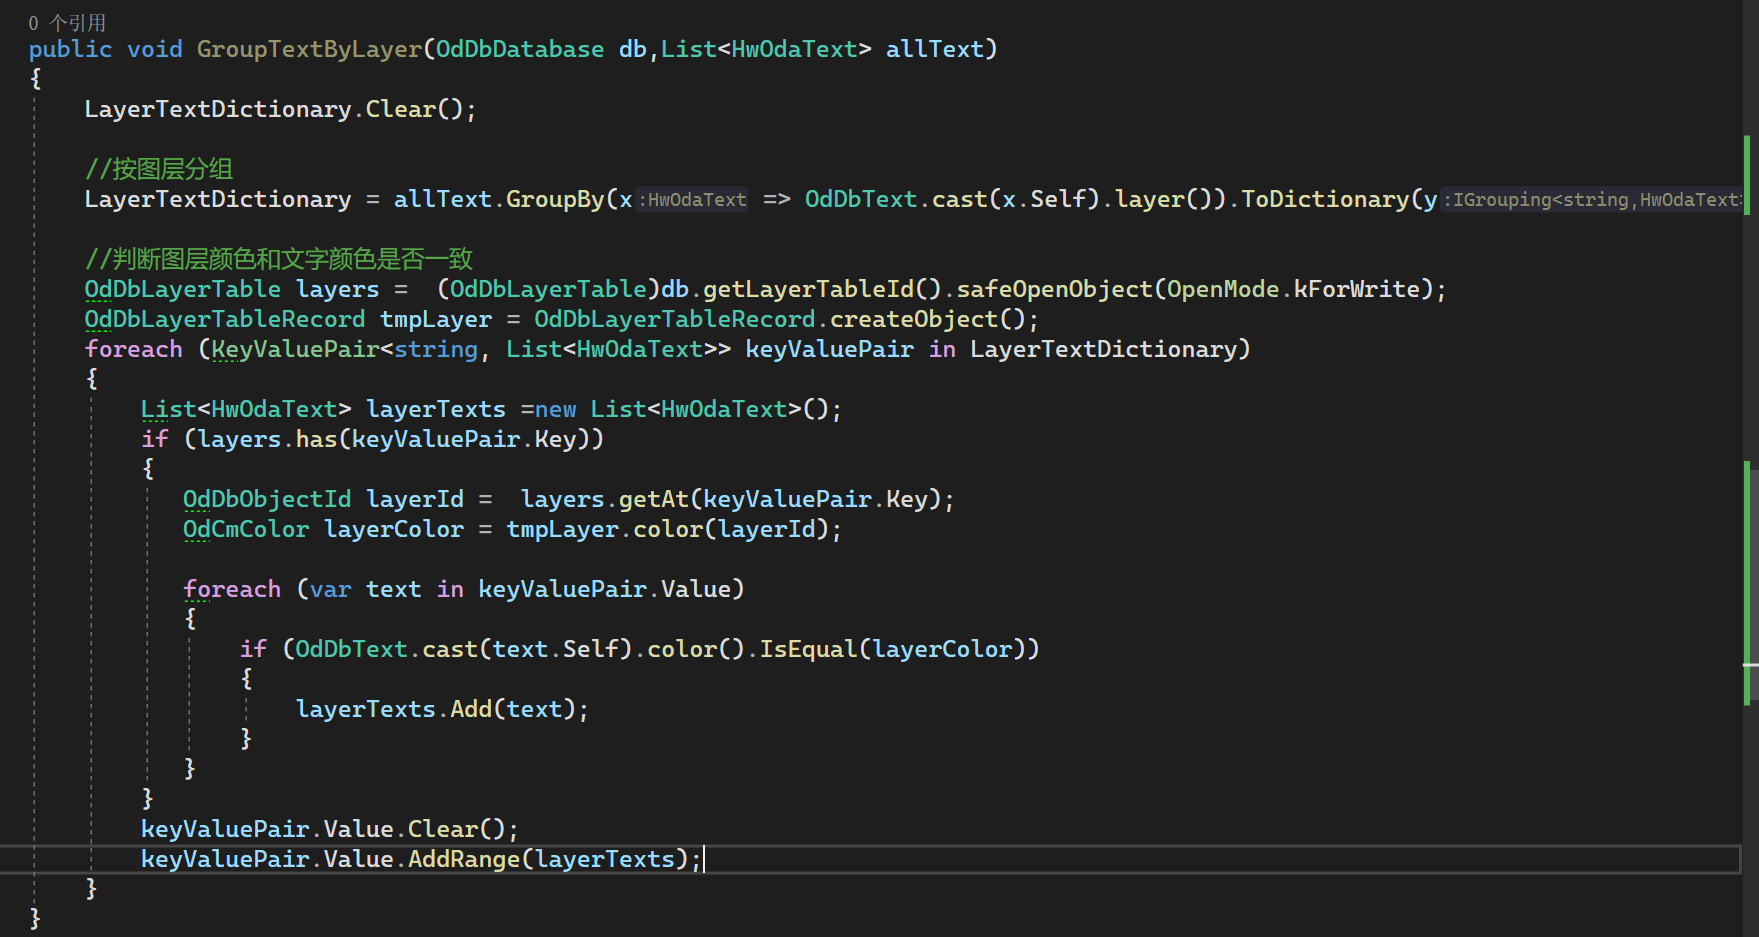 0 个引用
public void GroupTextByLayer(OdDbDatabase db,List<HwOdaText> allText)
{
    LayerTextDictionary.Clear();
    //按图层分组
    LayerTextDictionary = allText.GroupBy(x:HwOdaText => OdDbText.cast(x.Self).layer()).ToDictionary(y:IGrouping<string,HwOdaText>
    //判断图层颜色和文字颜色是否一致
    OdDbLayerTable layers =  (OdDbLayerTable)db.getLayerTableId().safeOpenObject(OpenMode.kForWrite);
    OdDbLayerTableRecord tmpLayer = OdDbLayerTableRecord.createObject();
    foreach (KeyValuePair<string, List<HwOdaText>> keyValuePair in LayerTextDictionary)
    {
        List<HwOdaText> layerTexts =new List<HwOdaText>();
        if (layers.has(keyValuePair.Key))
        {
           OdDbObjectId layerId =  layers.getAt(keyValuePair.Key);
           OdCmColor layerColor = tmpLayer.color(layerId);
           foreach (var text in keyValuePair.Value)
           {
               if (OdDbText.cast(text.Self).color().IsEqual(layerColor))
               {
                   layerTexts.Add(text);
               }
           }
        }
        keyValuePair.Value.Clear();
        keyValuePair.Value.AddRange(layerTexts);
    }
}